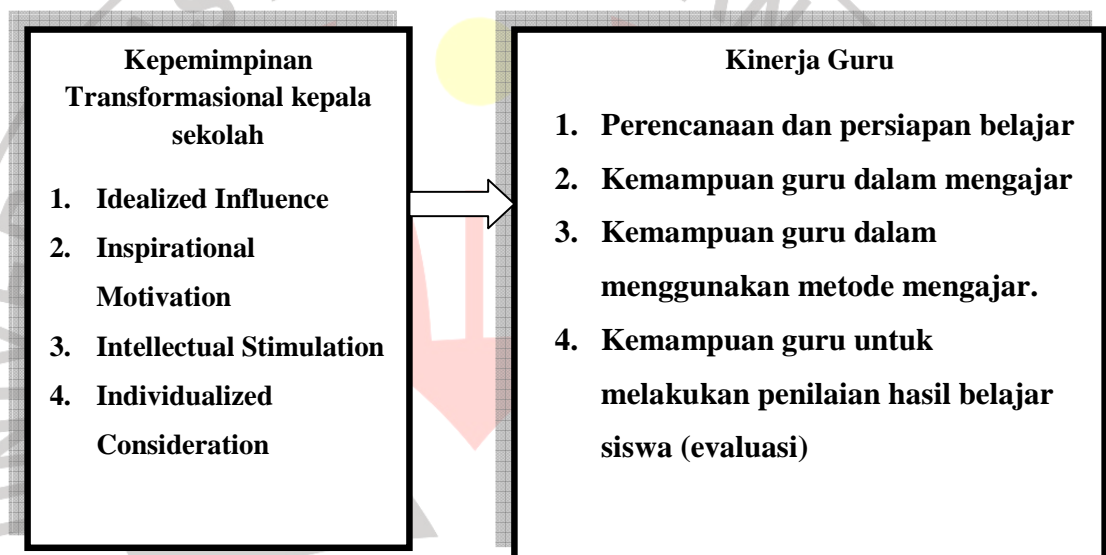 Kepemimpinan
Transformasional kepala
sekolah
1. Idealized Influence
2. Inspirational
Motivation
3. Intellectual Stimulation
4. Individualized
Consideration
Kinerja Guru
1. Perencanaan dan persiapan belajar
2. Kemampuan guru dalam mengajar
3. Kemampuan guru dalam
menggunakan metode mengajar.
4. Kemampuan guru untuk
melakukan penilaian hasil belajar
siswa (evaluasi)